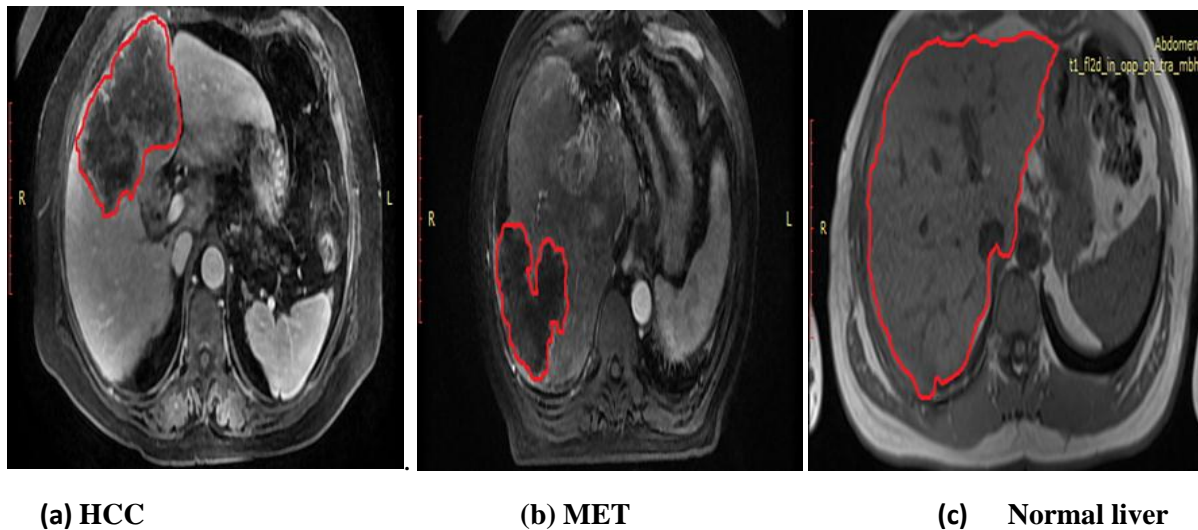 R
L
R
L
R
Abdomen
t1_fl2d_in_opp_ph_tra_mbh
.
(a) HCC
(b) MET
(c) Normal liver